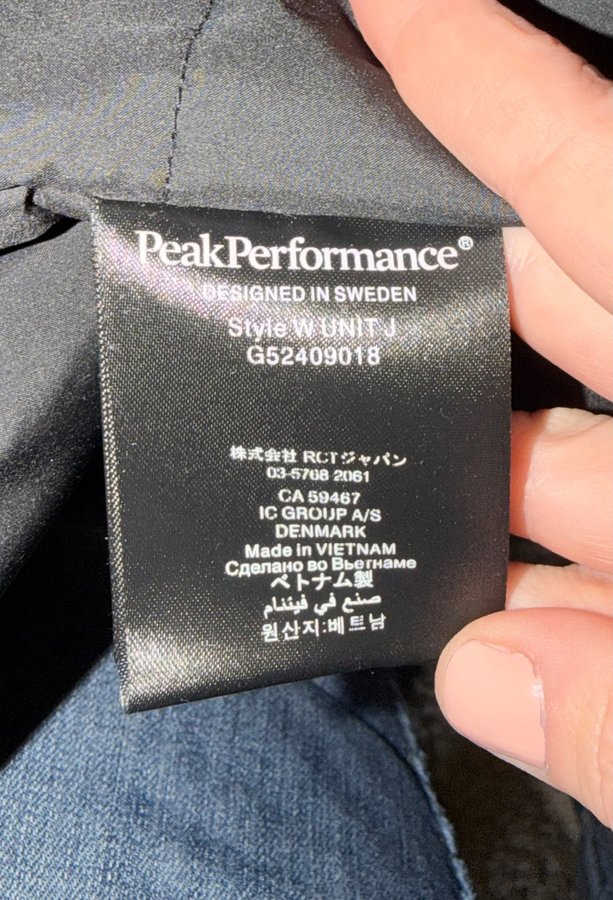 PeakPerformance®
DESIGNED IN SWEDEN
Style W UNIT J
G52409018
株式会社 RCTジャパン
03-5768 2061
CA 59467
IC GROUP A/S
DENMARK
Made in VIETNAM
Сделано во Вьетнаме
ベトナム製
صنع في فيتنام
원산지:베트남